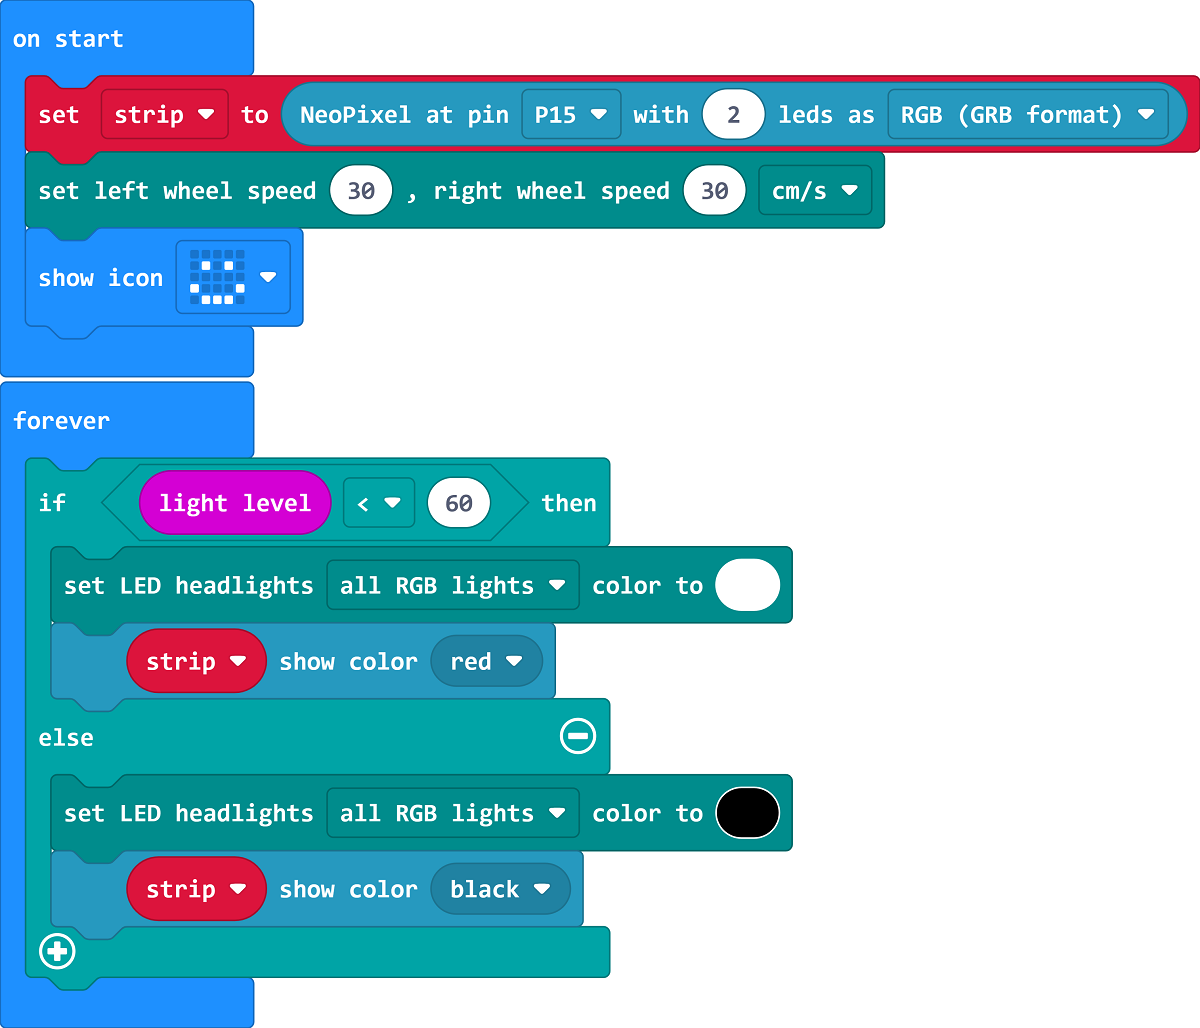 on start
set strip to NeoPixel at pin P15 with 2 leds as RGB (GRB format)
set left wheel speed 30 , right wheel speed 30 cm/s
show icon
forever
if light level < 60 then
set LED headlights all RGB lights color to
strip show color red
else
set LED headlights all RGB lights color to
strip show color black